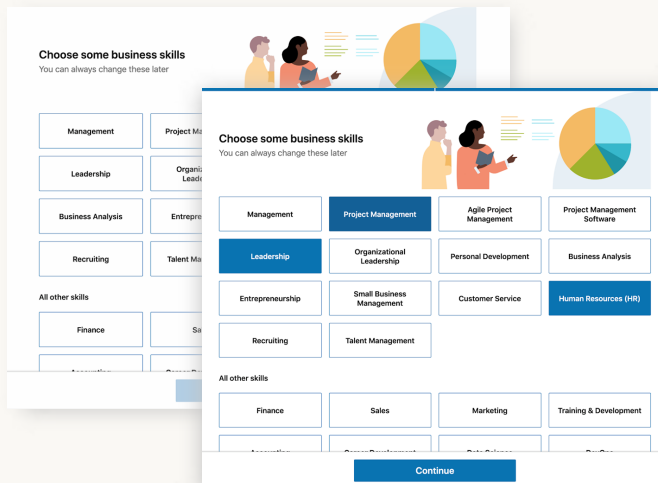 Choose some business skills
You can always change these later
Management
Leadership
Business Analysis
Recruiting
All other skills
Finance
Choose some business skills
You can always change these later
Management
Project Management
Agile Project
Management
Project Management
Software
Leadership
Organizational
Leadership
Personal Development
Business Analysis
Entrepreneurship
Small Business
Management
Customer Service
Human Resources (HR)
Recruiting
Talent Management
All other skills
Finance
Sales
Marketing
Training & Development
Continue